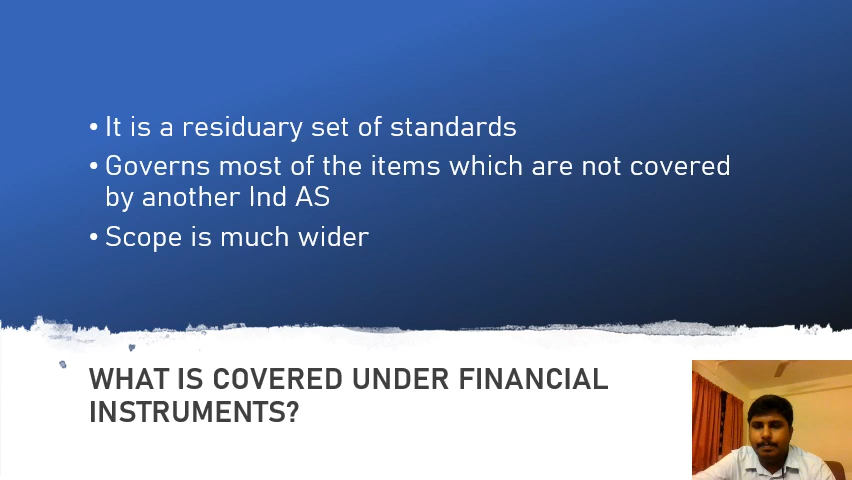 • It is a residuary set of standards
• Governs most of the items which are not covered
by another Ind AS
• Scope is much wider
WHAT IS COVERED UNDER FINANCIAL
INSTRUMENTS?